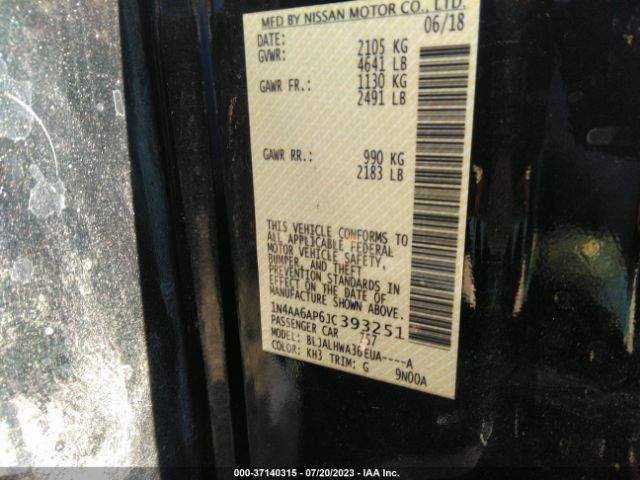 MFD BY NISSAN MOTOR CO., LTD.
DATE: 06/18
GVWR: 2105 KG
4641 LB
GAWR FR.: 1130 KG
2491 LB
GAWR RR.: 990 KG
2183 LB
THIS VEHICLE CONFORMS TO
ALL APPLICABLE FEDERAL
MOTOR VEHICLE SAFETY,
BUMPER, AND THEFT
PREVENTION STANDARDS IN
EFFECT ON THE DATE OF
MANUFACTURE SHOWN ABOVE.
1N4AA6AP6JC393251
PASSENGER CAR 757
MODEL: BLJALHWA36EUA----A
COLOR: KH3 TRIM: G 9N00A
000-37140315 - 07/20/2023 - IAA Inc.